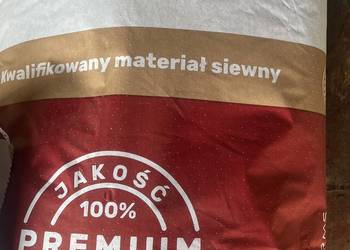 Kwalifikowany materiał siewny
JAKOŚĆ
100%
PREMIUM